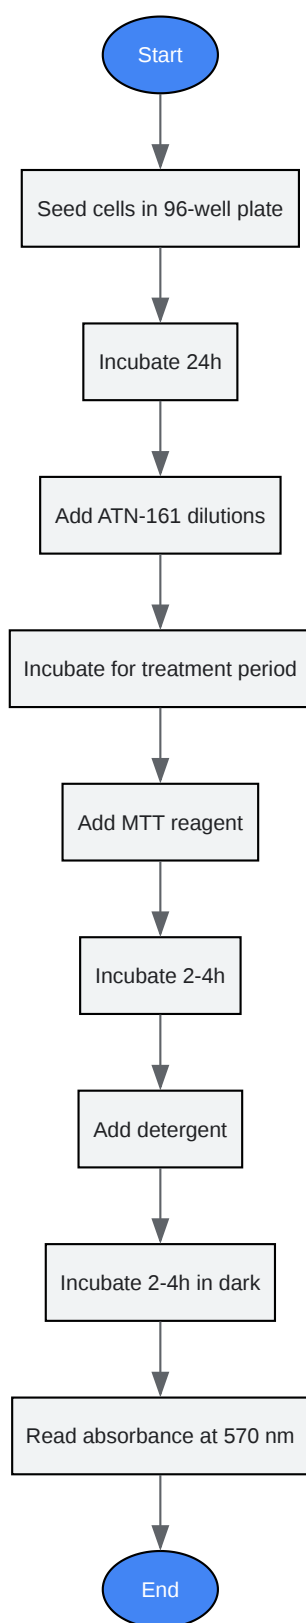 Start
Seed cells in 96-well plate
Incubate 24h
Add ATN-161 dilutions
Incubate for treatment period
Add MTT reagent
Incubate 2-4h
Add detergent
Incubate 2-4h in dark
Read absorbance at 570 nm
End